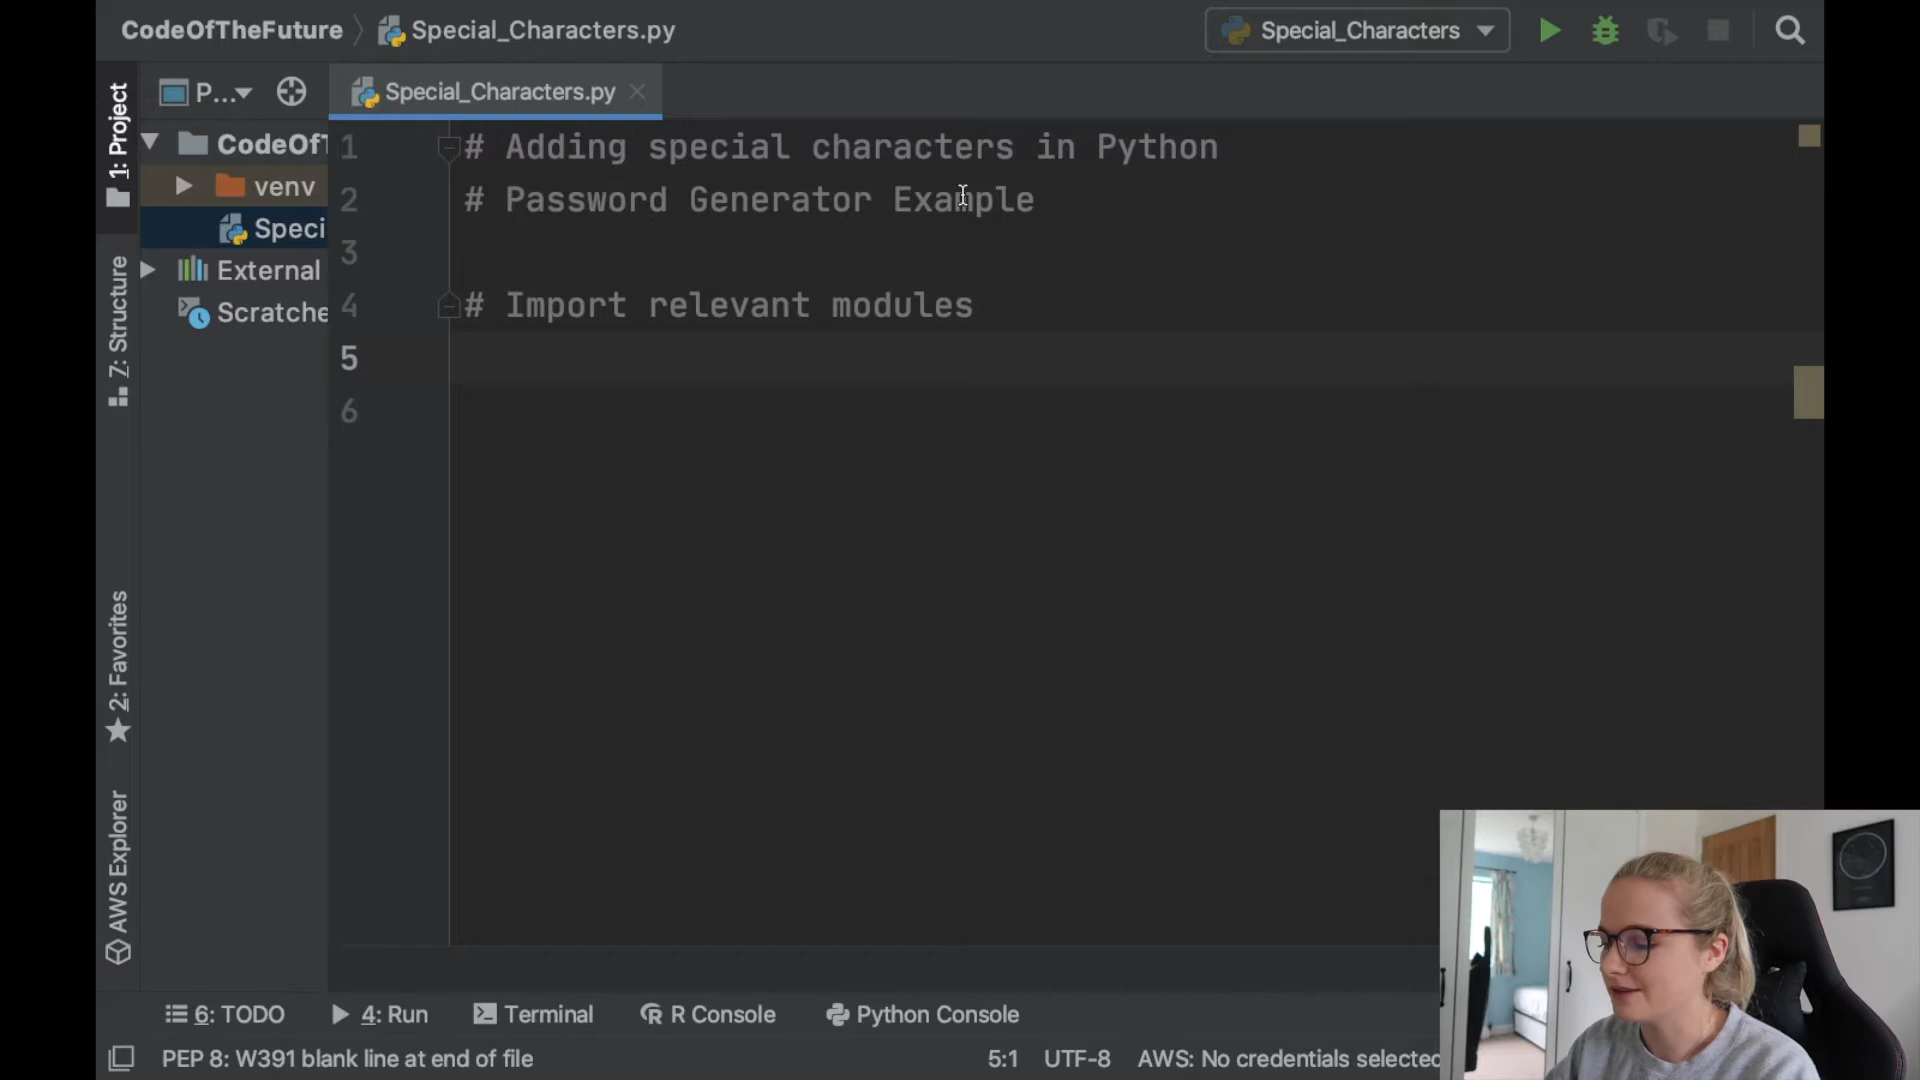 CodeOfTheFuture
Special_Characters.py
Special_Characters
1: Project
P...
Special_Characters.py
CodeOfT
venv
Speci
External
Scratche
Z: Structure
2: Favorites
AWS Explorer
1 # Adding special characters in Python
2 # Password Generator Example
3
4 # Import relevant modules
5
6
6: TODO
4: Run
Terminal
R Console
Python Console
PEP 8: W391 blank line at end of file
5:1
UTF-8
AWS: No credentials selected